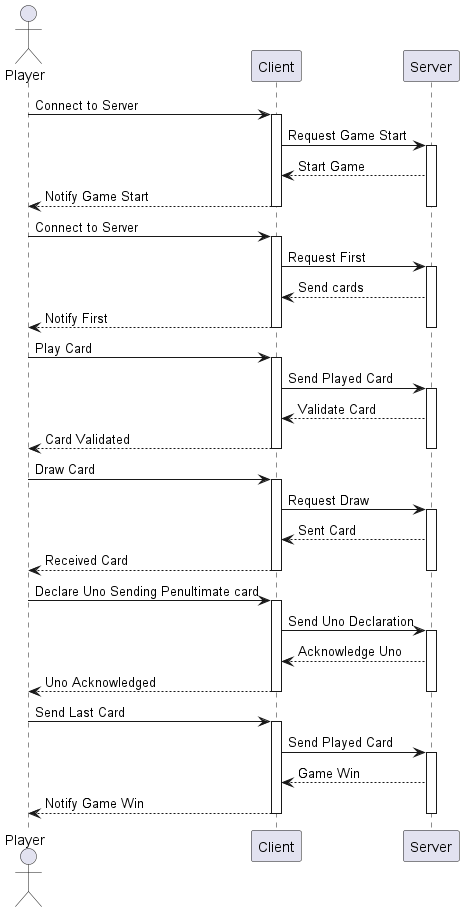 Player
Client
Server
Connect to Server
Request Game Start
Start Game
Notify Game Start
Connect to Server
Request First
Send cards
Notify First
Play Card
Send Played Card
Validate Card
Card Validated
Draw Card
Request Draw
Sent Card
Received Card
Declare Uno Sending Penultimate card
Send Uno Declaration
Acknowledge Uno
Uno Acknowledged
Send Last Card
Send Played Card
Game Win
Notify Game Win
Player
Client
Server